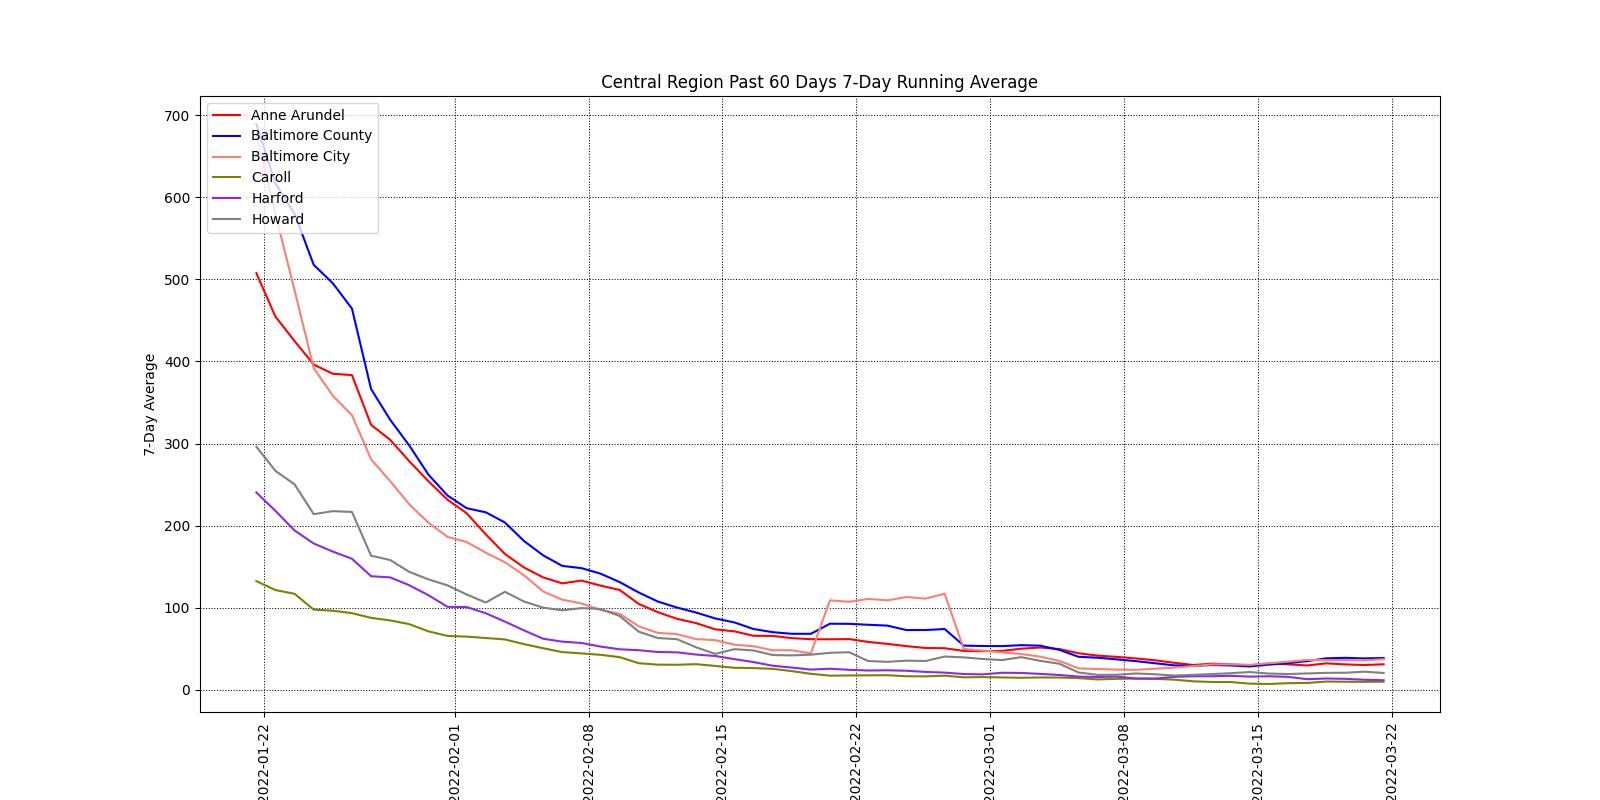 Central Region Past 60 Days 7-Day Running Average
Anne Arundel
Baltimore County
Baltimore City
Caroll
Harford
Howard
700
600
500
400
300
200
100
0
7-Day Average
2022-01-22
2022-02-01
2022-02-08
2022-02-15
2022-02-22
2022-03-01
2022-03-08
2022-03-15
2022-03-22